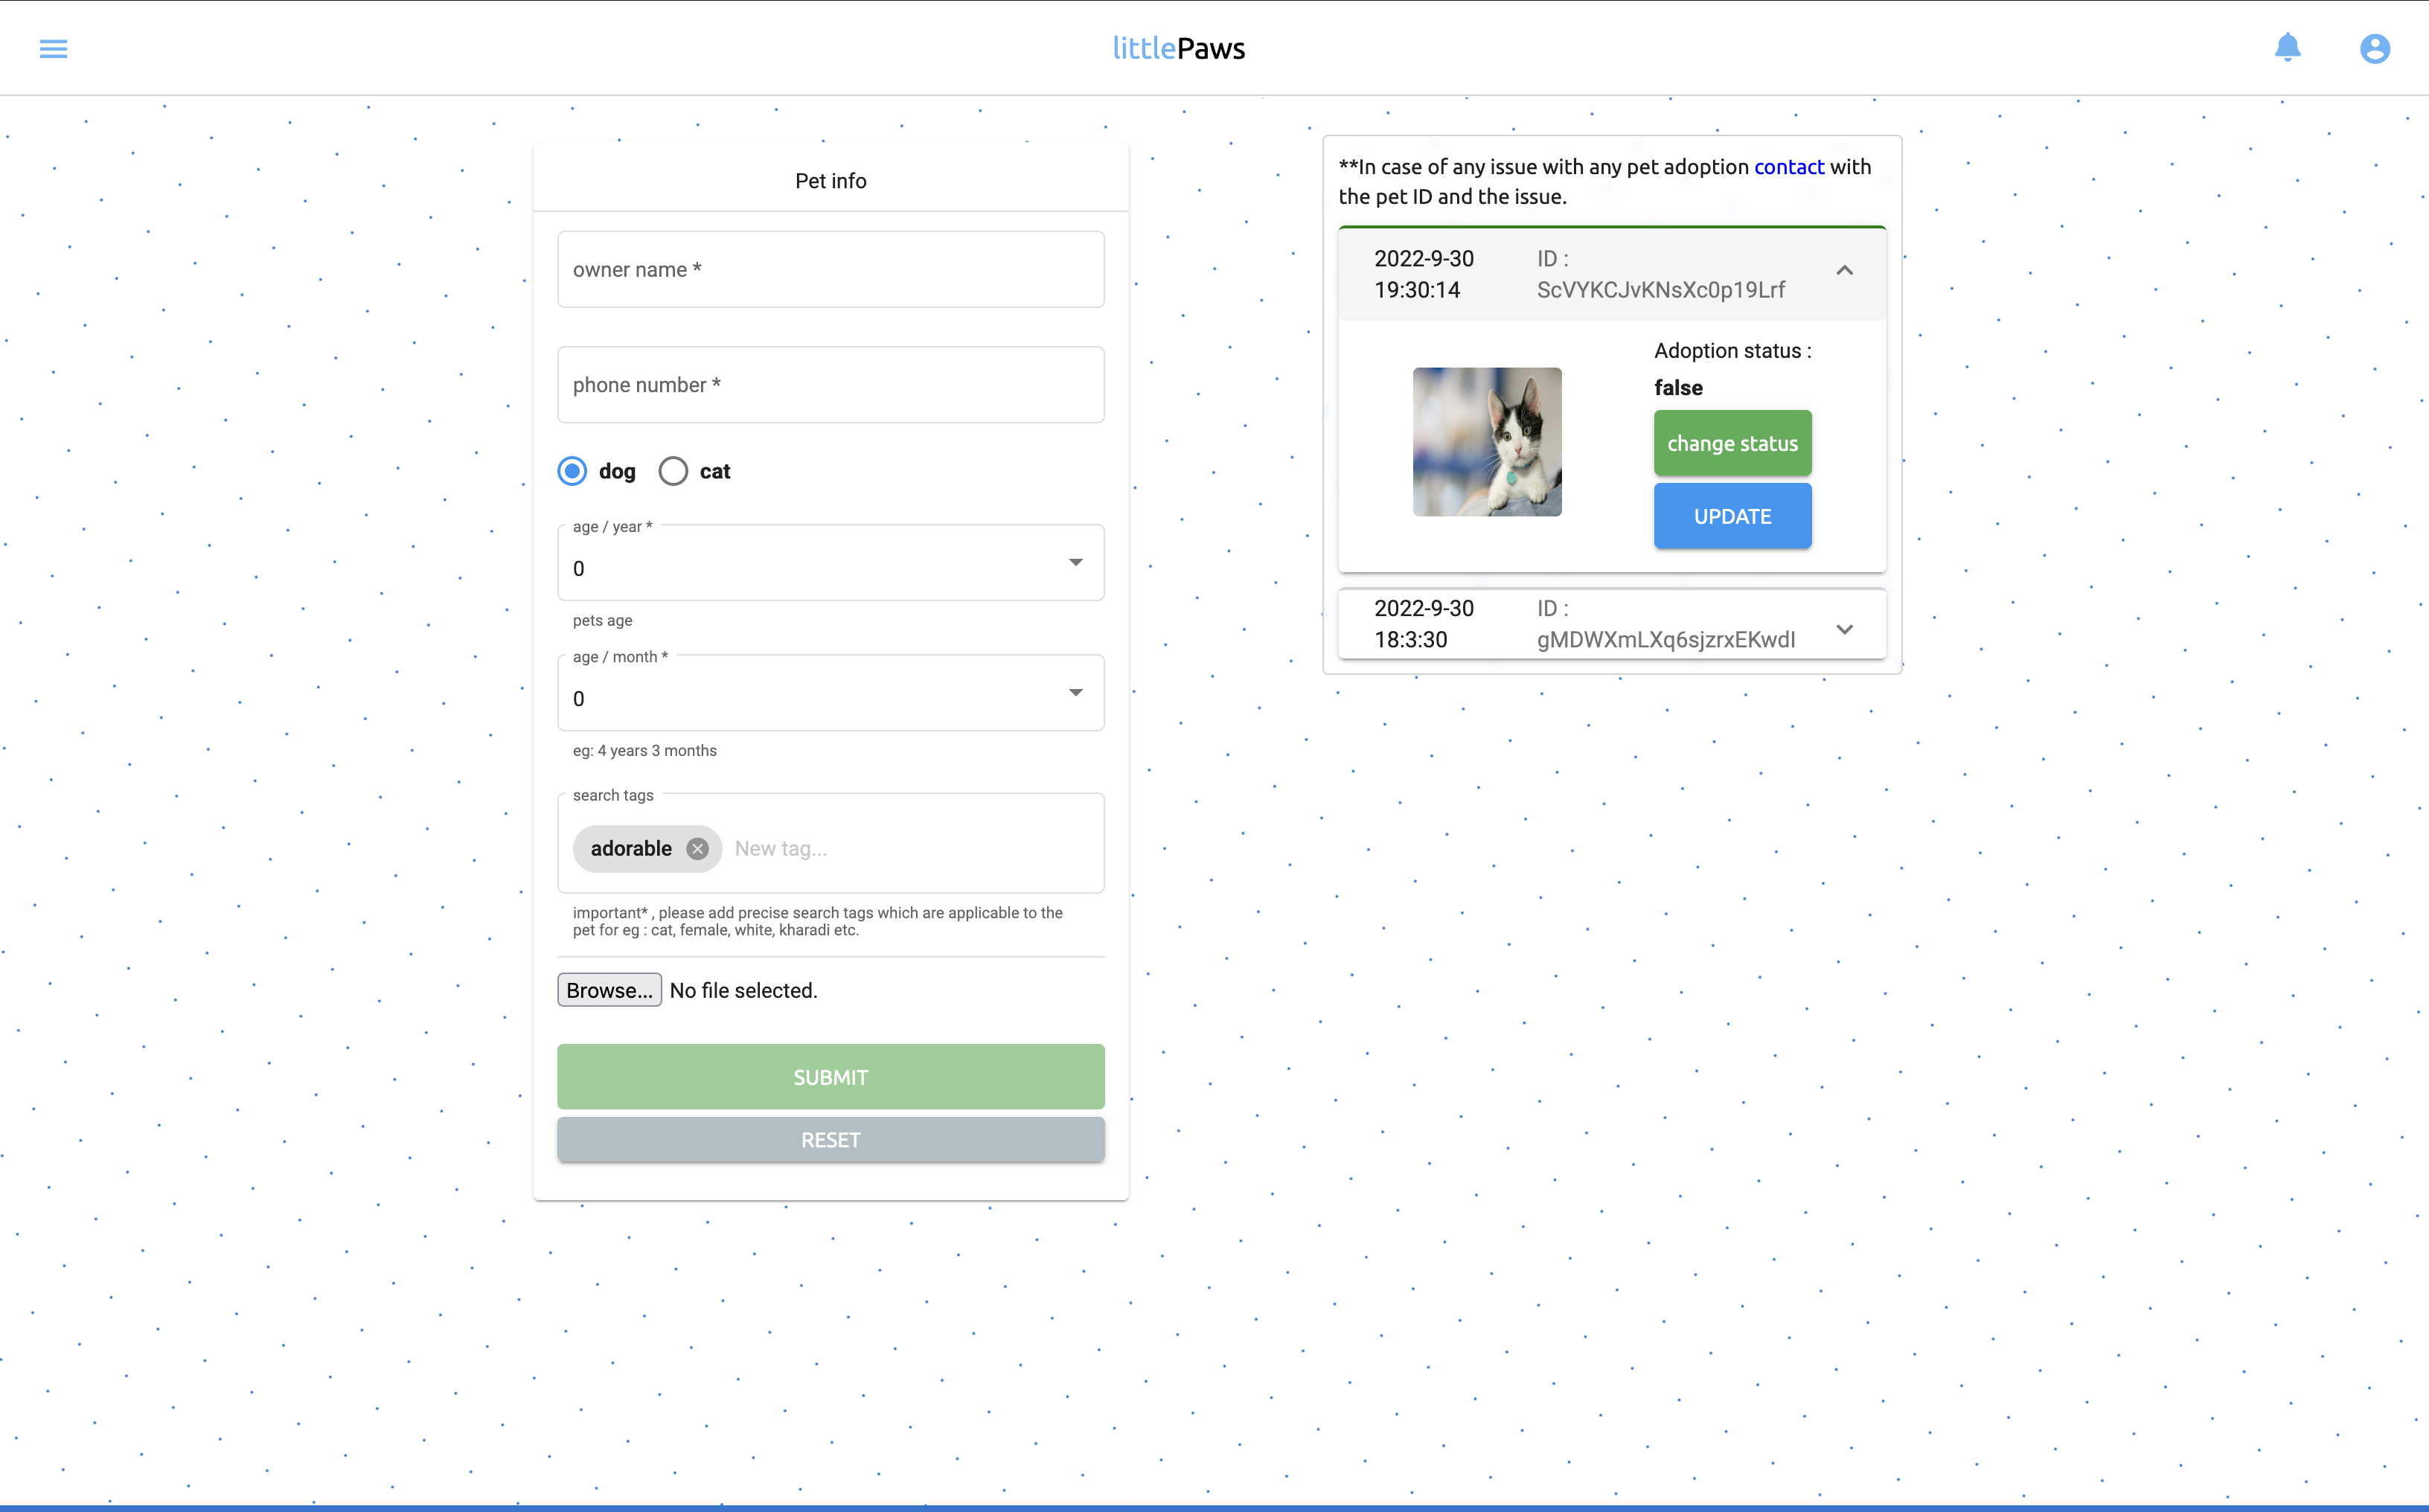 littlePaws
Pet info
owner name *
phone number *
dog
cat
age / year *
0
pets age
age / month *
0
eg: 4 years 3 months
search tags
adorable
New tag...
important* , please add precise search tags which are applicable to the
pet for eg : cat, female, white, kharadi etc.
Browse... No file selected.
SUBMIT
RESET
**In case of any issue with any pet adoption contact with
the pet ID and the issue.
2022-9-30
19:30:14
ID :
ScVYKCJvKNsXc0p19Lrf
Adoption status :
false
change status
UPDATE
2022-9-30
18:3:30
ID :
gMDWXmLXq6sjzrxEKwdI